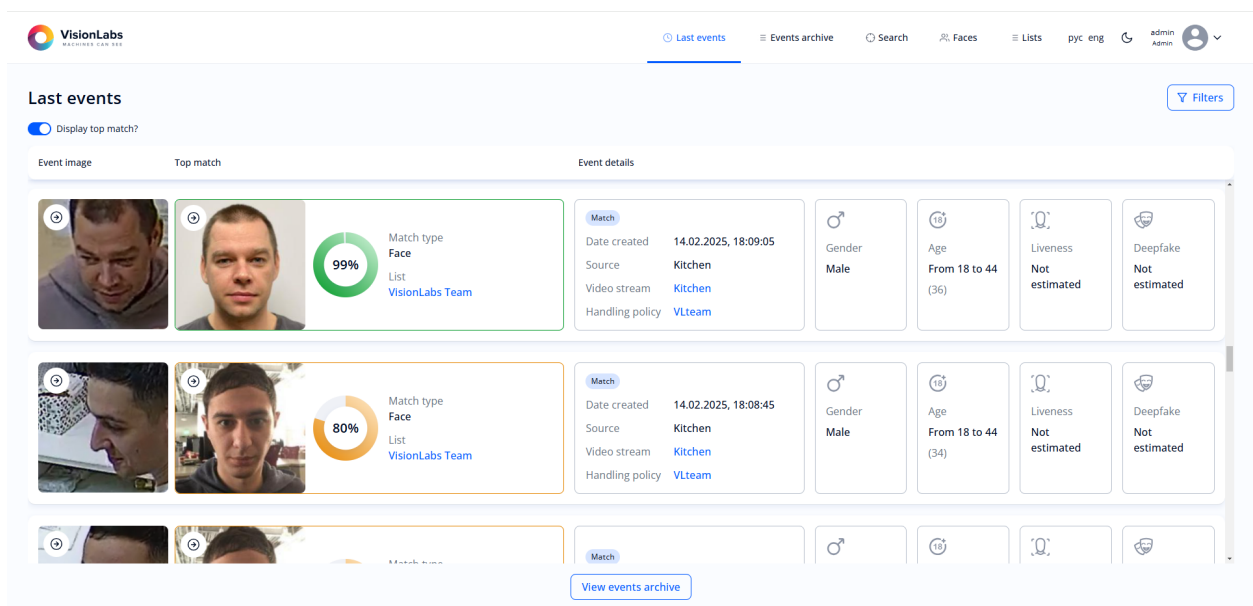 VisionLabs
MACHINES CAN SEE
Last events
Events archive
Search
Faces
Lists
рус eng
admin
Admin
Last events
Filters
Display top match?
Event image Top match Event details
99%
Match type
Face
List
VisionLabs Team
Match
Date created 14.02.2025, 18:09:05
Source Kitchen
Video stream Kitchen
Handling policy VLteam
Gender
Male
18
Age
From 18 to 44
(36)
Liveness
Not
estimated
Deepfake
Not
estimated
80%
Match type
Face
List
VisionLabs Team
Match
Date created 14.02.2025, 18:08:45
Source Kitchen
Video stream Kitchen
Handling policy VLteam
Gender
Male
18
Age
From 18 to 44
(34)
Liveness
Not
estimated
Deepfake
Not
estimated
Match type
Match
18
View events archive